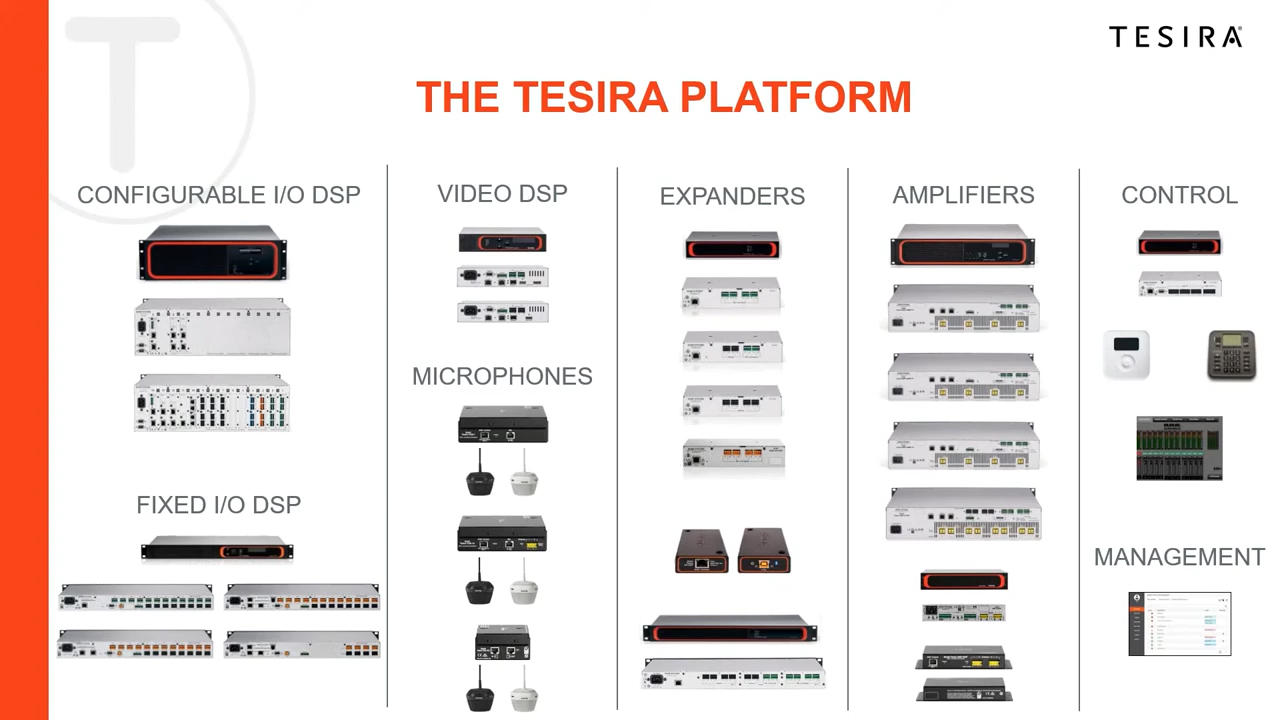 TESIRA
THE TESIRA PLATFORM
CONFIGURABLE I/O DSP
FIXED I/O DSP
VIDEO DSP
MICROPHONES
EXPANDERS
AMPLIFIERS
CONTROL
MANAGEMENT